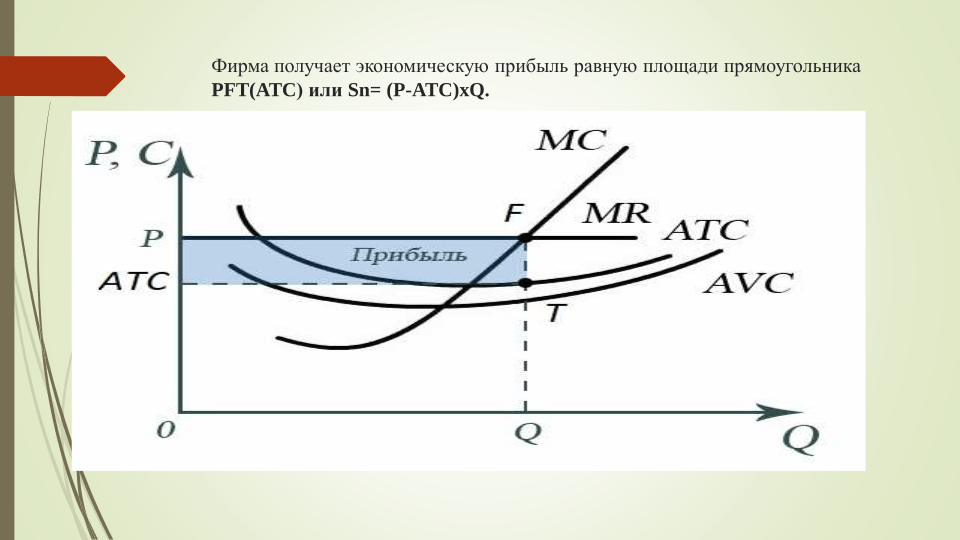 Фирма получает экономическую прибыль равную площади прямоугольника
PFT(ATC) или Sn= (P-ATC)xQ.
P, C
MC
F
MR
ATC
P
Прибыль
ATC
AVC
T
0
Q
Q